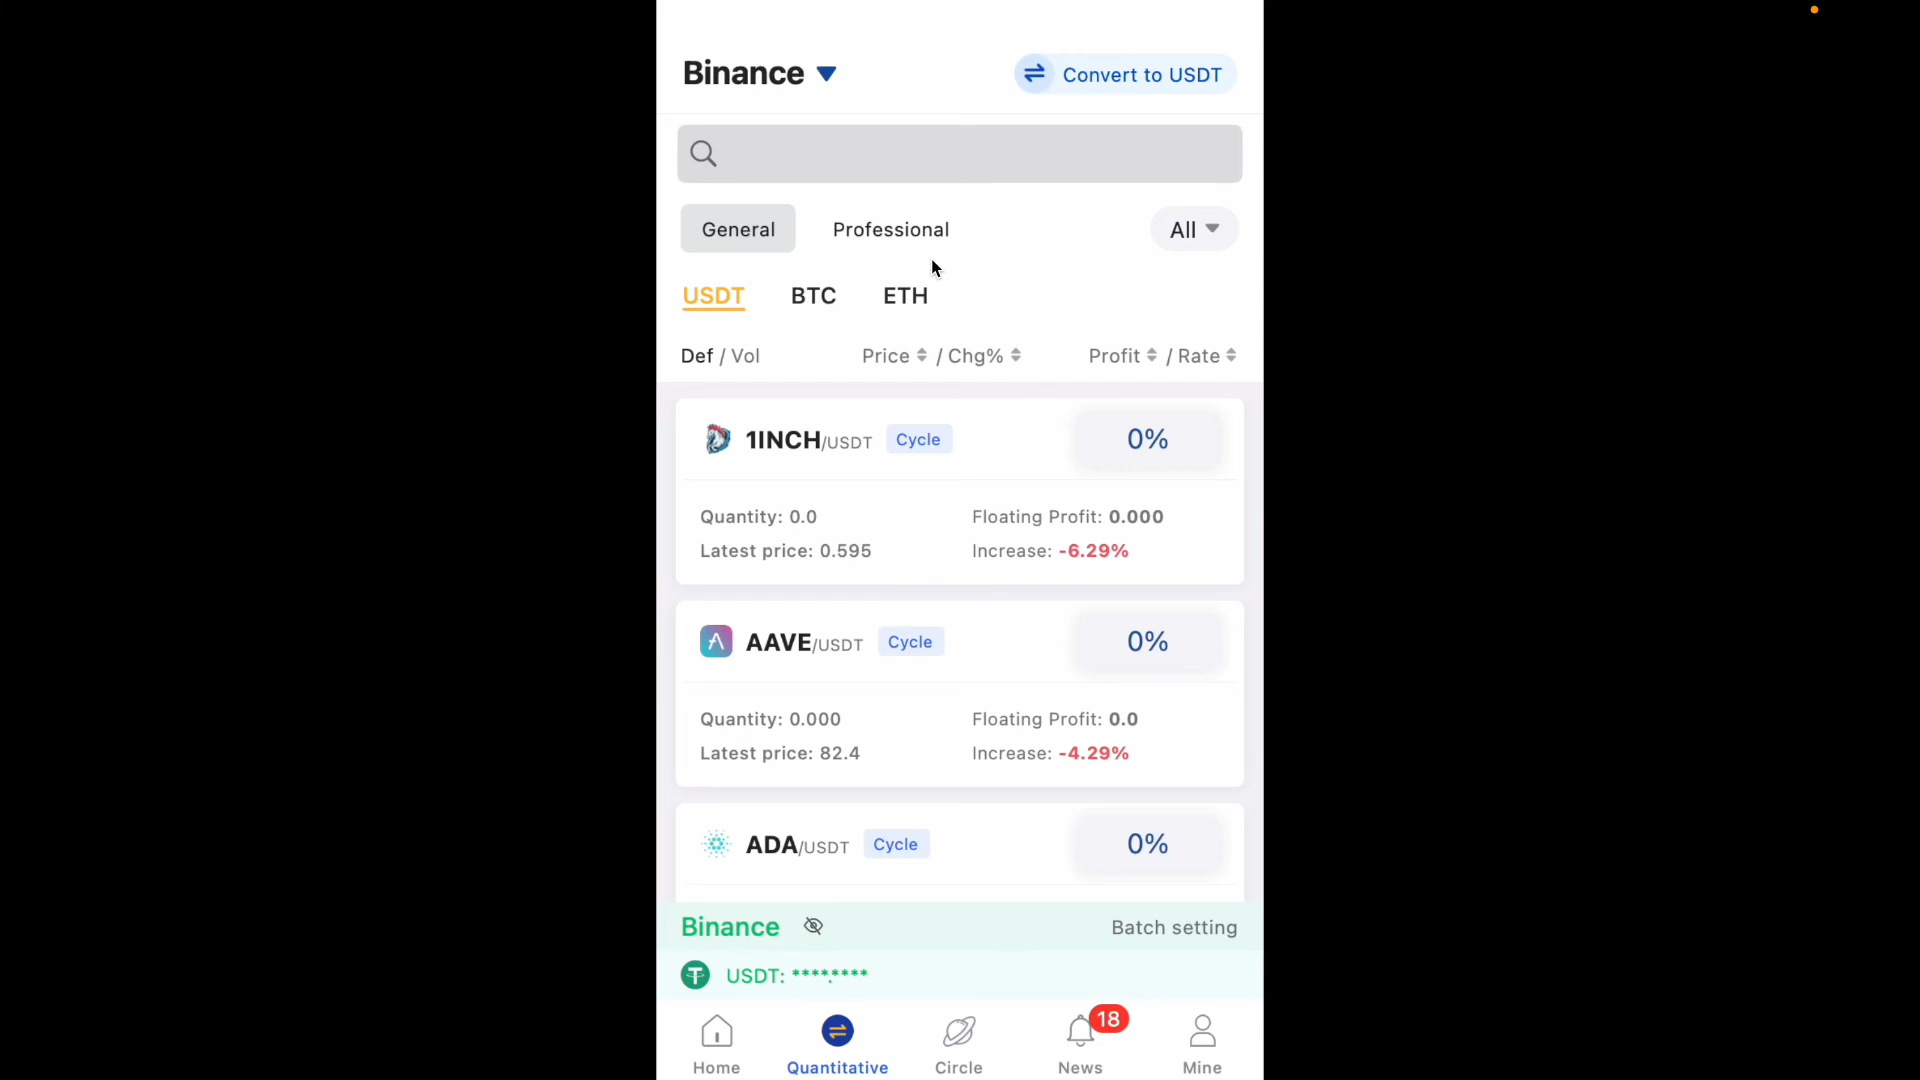 Binance Convert to USDT
General Professional All
USDT BTC ETH
Def / Vol Price / Chg% Profit / Rate
1INCH/USDT Cycle 0%
Quantity: 0.0 Floating Profit: 0.000
Latest price: 0.595 Increase: -6.29%
AAVE/USDT Cycle 0%
Quantity: 0.000 Floating Profit: 0.0
Latest price: 82.4 Increase: -4.29%
ADA/USDT Cycle 0%
Binance Batch setting
USDT: ****.****
18
Home Quantitative Circle News Mine